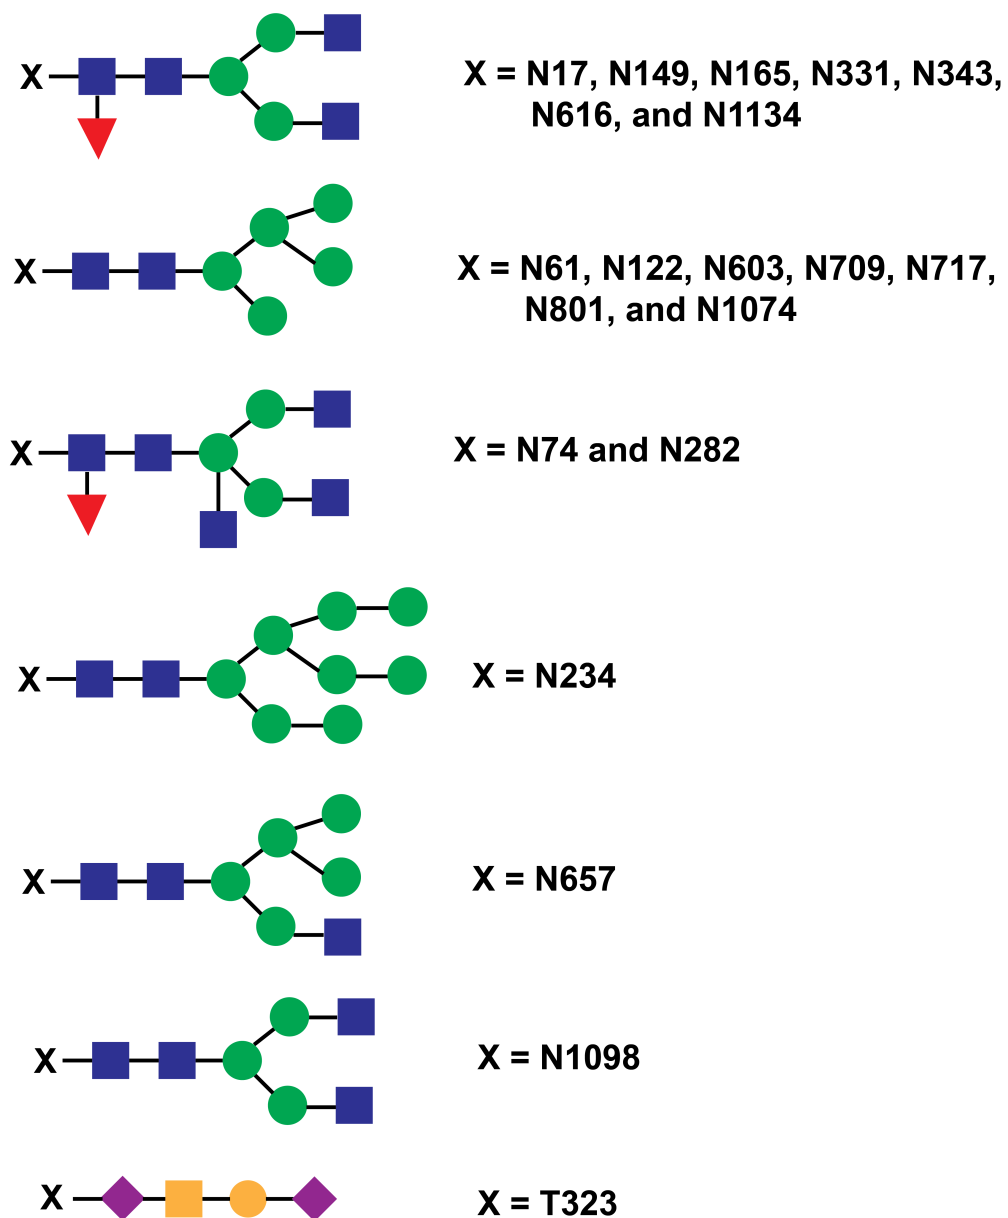 X
X = N17, N149, N165, N331, N343,
N616, and N1134
X
X = N61, N122, N603, N709, N717,
N801, and N1074
X
X = N74 and N282
X
X = N234
X
X = N657
X
X = N1098
X
X = T323